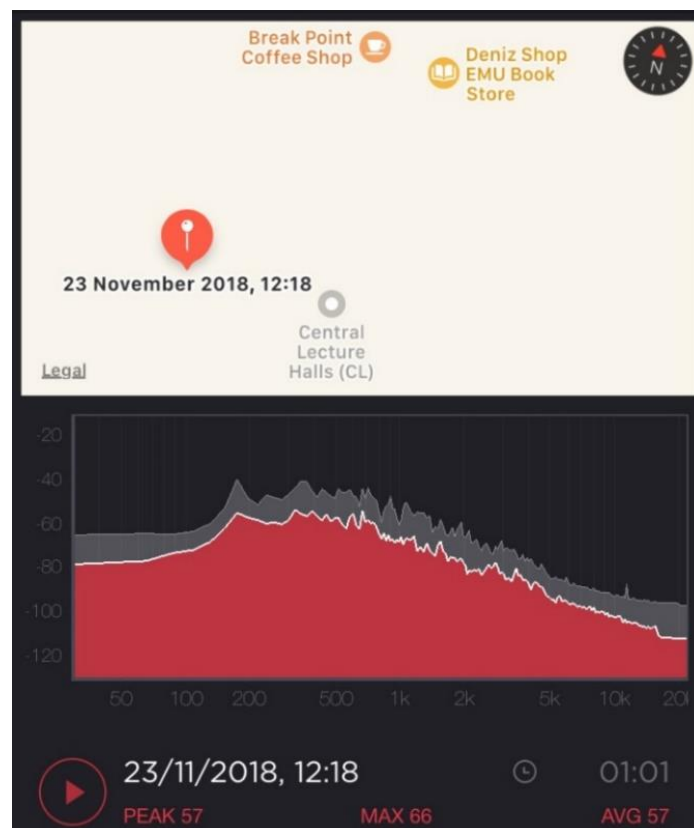 Break Point
Coffee Shop
Deniz Shop
EMU Book
Store
N
23 November 2018, 12:18
Central
Lecture
Halls (CL)
Legal
-20
-40
-60
-80
-100
-120
50 100 200 500 1k 2k 5k 10k 20
23/11/2018, 12:18 01:01
PEAK 57 MAX 66 AVG 57